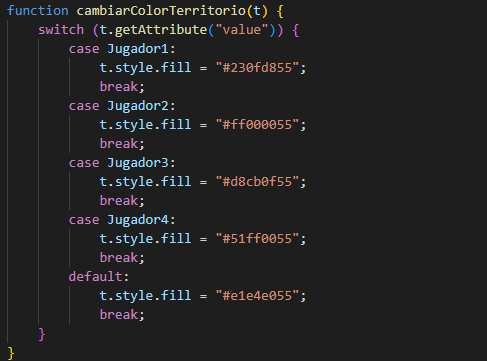 function cambiarColorTerritorio(t) {
    switch (t.getAttribute("value")) {
        case Jugador1:
            t.style.fill = "#230fd855";
            break;
        case Jugador2:
            t.style.fill = "#ff000055";
            break;
        case Jugador3:
            t.style.fill = "#d8cb0f55";
            break;
        case Jugador4:
            t.style.fill = "#51ff0055";
            break;
        default:
            t.style.fill = "#e1e4e055";
            break;
    }
}